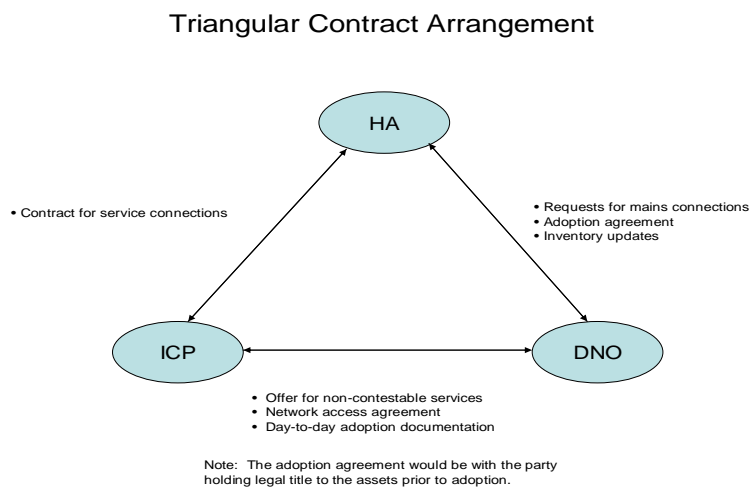 Triangular Contract Arrangement
HA
• Contract for service connections
• Requests for mains connections
• Adoption agreement
• Inventory updates
ICP
DNO
• Offer for non-contestable services
• Network access agreement
• Day-to-day adoption documentation
Note: The adoption agreement would be with the party
holding legal title to the assets prior to adoption.